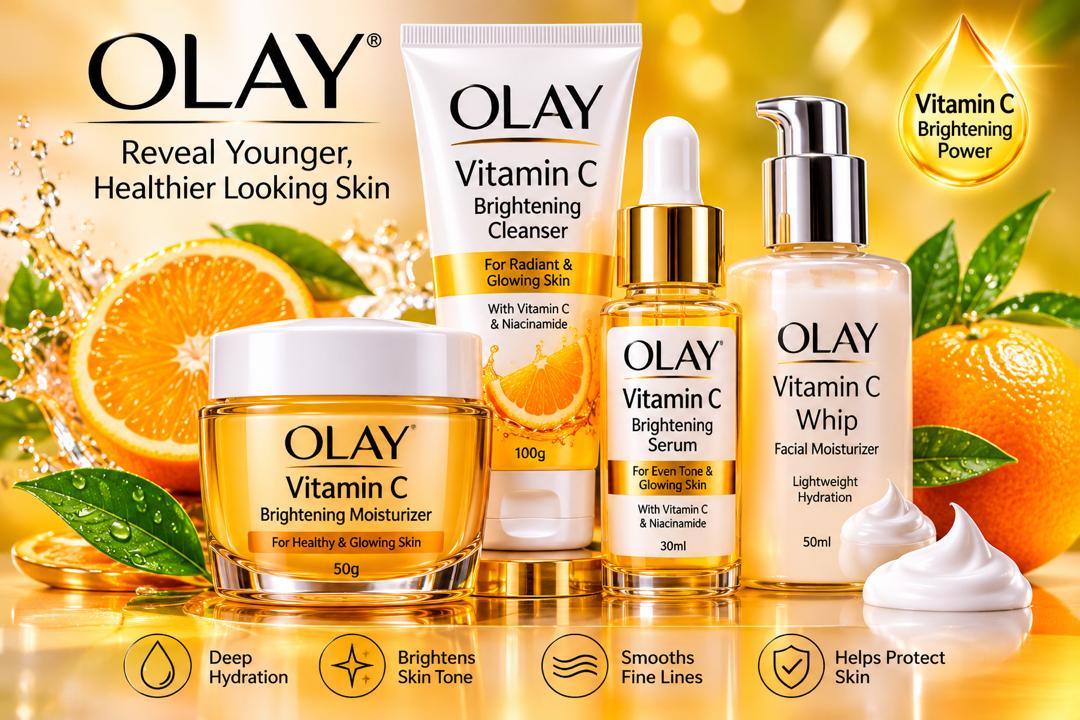 OLAY®
Reveal Younger,
Healthier Looking Skin
OLAY
Vitamin C
Brightening
Cleanser
For Radiant &
Glowing Skin
With Vitamin C
& Niacinamide
100g
Vitamin C
Brightening
Power
OLAY
Vitamin C
Brightening Moisturizer
For Healthy & Glowing Skin
50g
OLAY
Vitamin C
Brightening
Serum
For Even Tone &
Glowing Skin
With Vitamin C
& Niacinamide
30ml
OLAY
Vitamin C
Whip
Facial Moisturizer
Lightweight
Hydration
50ml
Deep
Hydration
Brightens
Skin Tone
Smooths
Fine Lines
Helps Protect
Skin